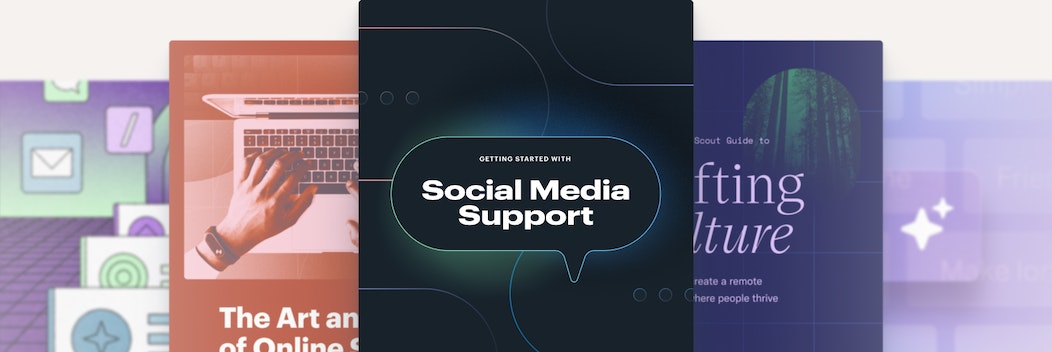 The Art an
of Online S
GETTING STARTED WITH
Social Media
Support
Scout Guide to
fting
lture
reate a remote
here people thrive